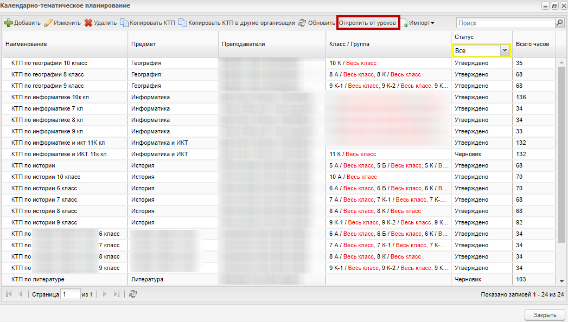 Календарно-тематическое планирование
Добавить Изменить Удалить Копировать КТП Копировать КТП в другие организации Обновить Открепить от уроков Импорт Поиск
Наименование Предмет Преподаватели Класс / Группа Статус Все Всего часов
КТП по географии 10 класс География 10 К / Весь класс Утверждено 35
КТП по географии 8 класс География 8 А / Весь класс, 8 К / Весь класс Утверждено 68
КТП по географии 9 класс География 9 К-1 / Весь класс, 9 К-2 / Весь класс, 9 К... Утверждено 68
КТП по информатике 10к кл Информатика Утверждено 136
КТП по информатике 7 кл Информатика Утверждено 34
КТП по информатике 8 кл Информатика Утверждено 34
КТП по информатике 9 кл Информатика Утверждено 33
КТП по информатике и икт 11К кл Информатика и ИКТ Утверждено 132
КТП по информатике и ИКТ 11к кл Информатика и ИКТ 11 К / Весь класс Черновик 132
КТП по истории История 5 А / Весь класс, 5 Б / Весь класс, 5 К / В... Утверждено 68
КТП по истории 10 класс История 10 А / Весь класс Утверждено 70
КТП по истории 6 класс История 6 А / Весь класс, 6 Б / Весь класс, 6 К / В... Утверждено 70
КТП по истории 7 класс История 7 А / Весь класс, 7 К-1 / Весь класс, 7 К-... Утверждено 68
КТП по истории 8 класс История 8 А / Весь класс, 8 К / Весь класс Утверждено 68
КТП по истории 9 класс История 9 К-1 / Весь класс, 9 К-2 / Весь класс, 9 К... Утверждено 92
КТП по 6 класс 6 А / Весь класс, 6 Б / Весь класс, 6 К / В... Утверждено 34
КТП по 7 класс 7 А / Весь класс, 7 К-1 / Весь класс, 7 К-... Утверждено 34
КТП по 8 класс 8 А / Весь класс, 8 К / Весь класс Утверждено 34
КТП по 9 класс 9 К-1 / Весь класс, 9 К-2 / Весь класс, 9 К... Утверждено 34
КТП по литературе Литература Черновик 103
Страница 1 из 1 Показано записей 1 - 24 из 24
Закрыть